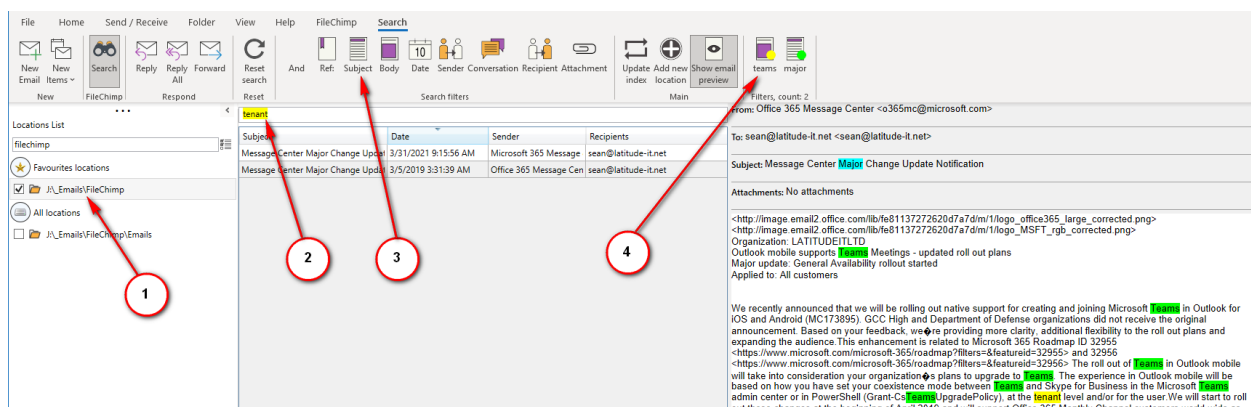 File Home Send / Receive Folder View Help FileChimp Search
New Email New Items Search Reply Reply All Forward Reset search And Ref: Subject Body Date Sender Conversation Recipient Attachment Update index Add new location Show email preview teams major
10
New FileChimp Respond Reset Search filters Main Filters, count: 2
Locations List
filechimp
Favourites locations
J:\_Emails\FileChimp
All locations
J:\_Emails\FileChimp\Emails
tenant
Subject Date Sender Recipients
Message Center Major Change Updat 3/31/2021 9:15:56 AM Microsoft 365 Message sean@latitude-it.net
Message Center Major Change Updat 3/5/2019 3:31:39 AM Office 365 Message Cen sean@latitude-it.net
1
2
3
4
From: Office 365 Message Center <o365mc@microsoft.com>
To: sean@latitude-it.net <sean@latitude-it.net>
Subject: Message Center Major Change Update Notification
Attachments: No attachments
<http://image.email2.office.com/lib/fe81137272620d7a7d/m/1/logo_office365_large_corrected.png>
<http://image.email2.office.com/lib/fe81137272620d7a7d/m/1/logo_MSFT_rgb_corrected.png>
Organization: LATITUDEITLTD
Outlook mobile supports Teams Meetings - updated roll out plans
Major update: General Availability rollout started
Applied to: All customers
We recently announced that we will be rolling out native support for creating and joining Microsoft Teams in Outlook for
iOS and Android (MC173895). GCC High and Department of Defense organizations did not receive the original
announcement. Based on your feedback, we�re providing more clarity, additional flexibility to the roll out plans and
expanding the audience.This enhancement is related to Microsoft 365 Roadmap ID 32955
<https://www.microsoft.com/microsoft-365/roadmap?filters=&featureid=32955> and 32956
<https://www.microsoft.com/microsoft-365/roadmap?filters=&featureid=32956> The roll out of Teams in Outlook mobile
will take into consideration your organization�s plans to upgrade to Teams. The experience in Outlook mobile will be
based on how you have set your coexistence mode between Teams and Skype for Business in the Microsoft Teams
admin center or in PowerShell (Grant-CsTeamsUpgradePolicy), at the tenant level and/or for the user.We will start to roll